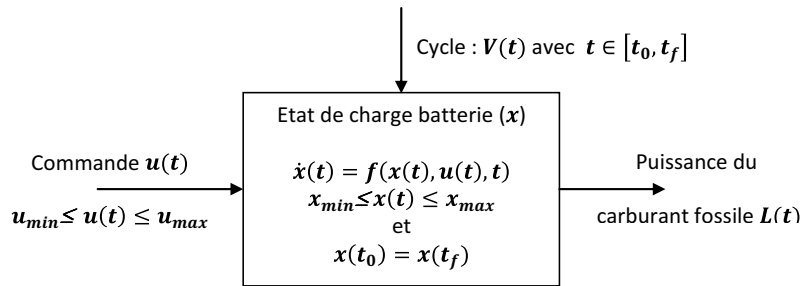 Cycle : V(t) avec t ∈ [t₀, t_f]
Etat de charge batterie (x)
Commande u(t)
u_min ≤ u(t) ≤ u_max
ẋ(t) = f(x(t), u(t), t)
x_min ≤ x(t) ≤ x_max
et
x(t₀) = x(t_f)
Puissance du
carburant fossile L(t)